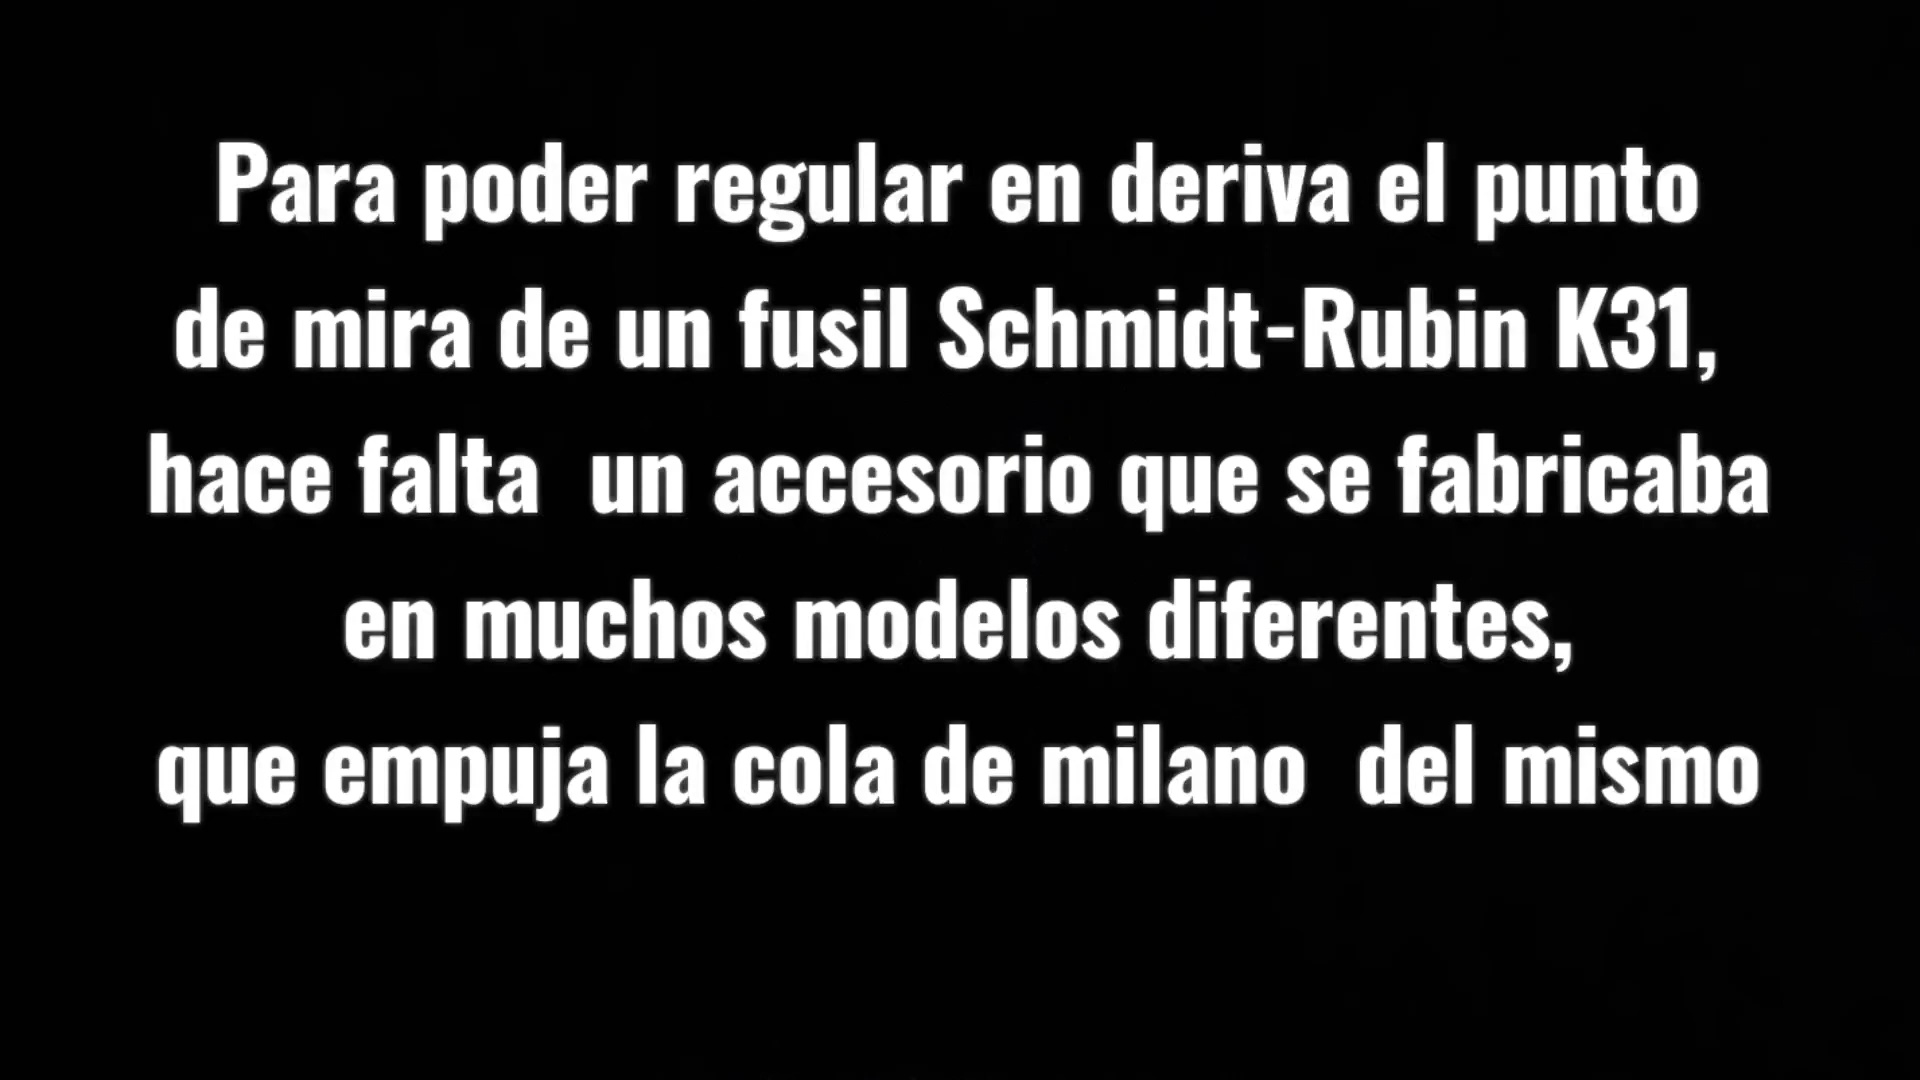 Para poder regular en deriva el punto
de mira de un fusil Schmidt-Rubin K31,
hace falta  un accesorio que se fabricaba
en muchos modelos diferentes,
que empuja la cola de milano  del mismo